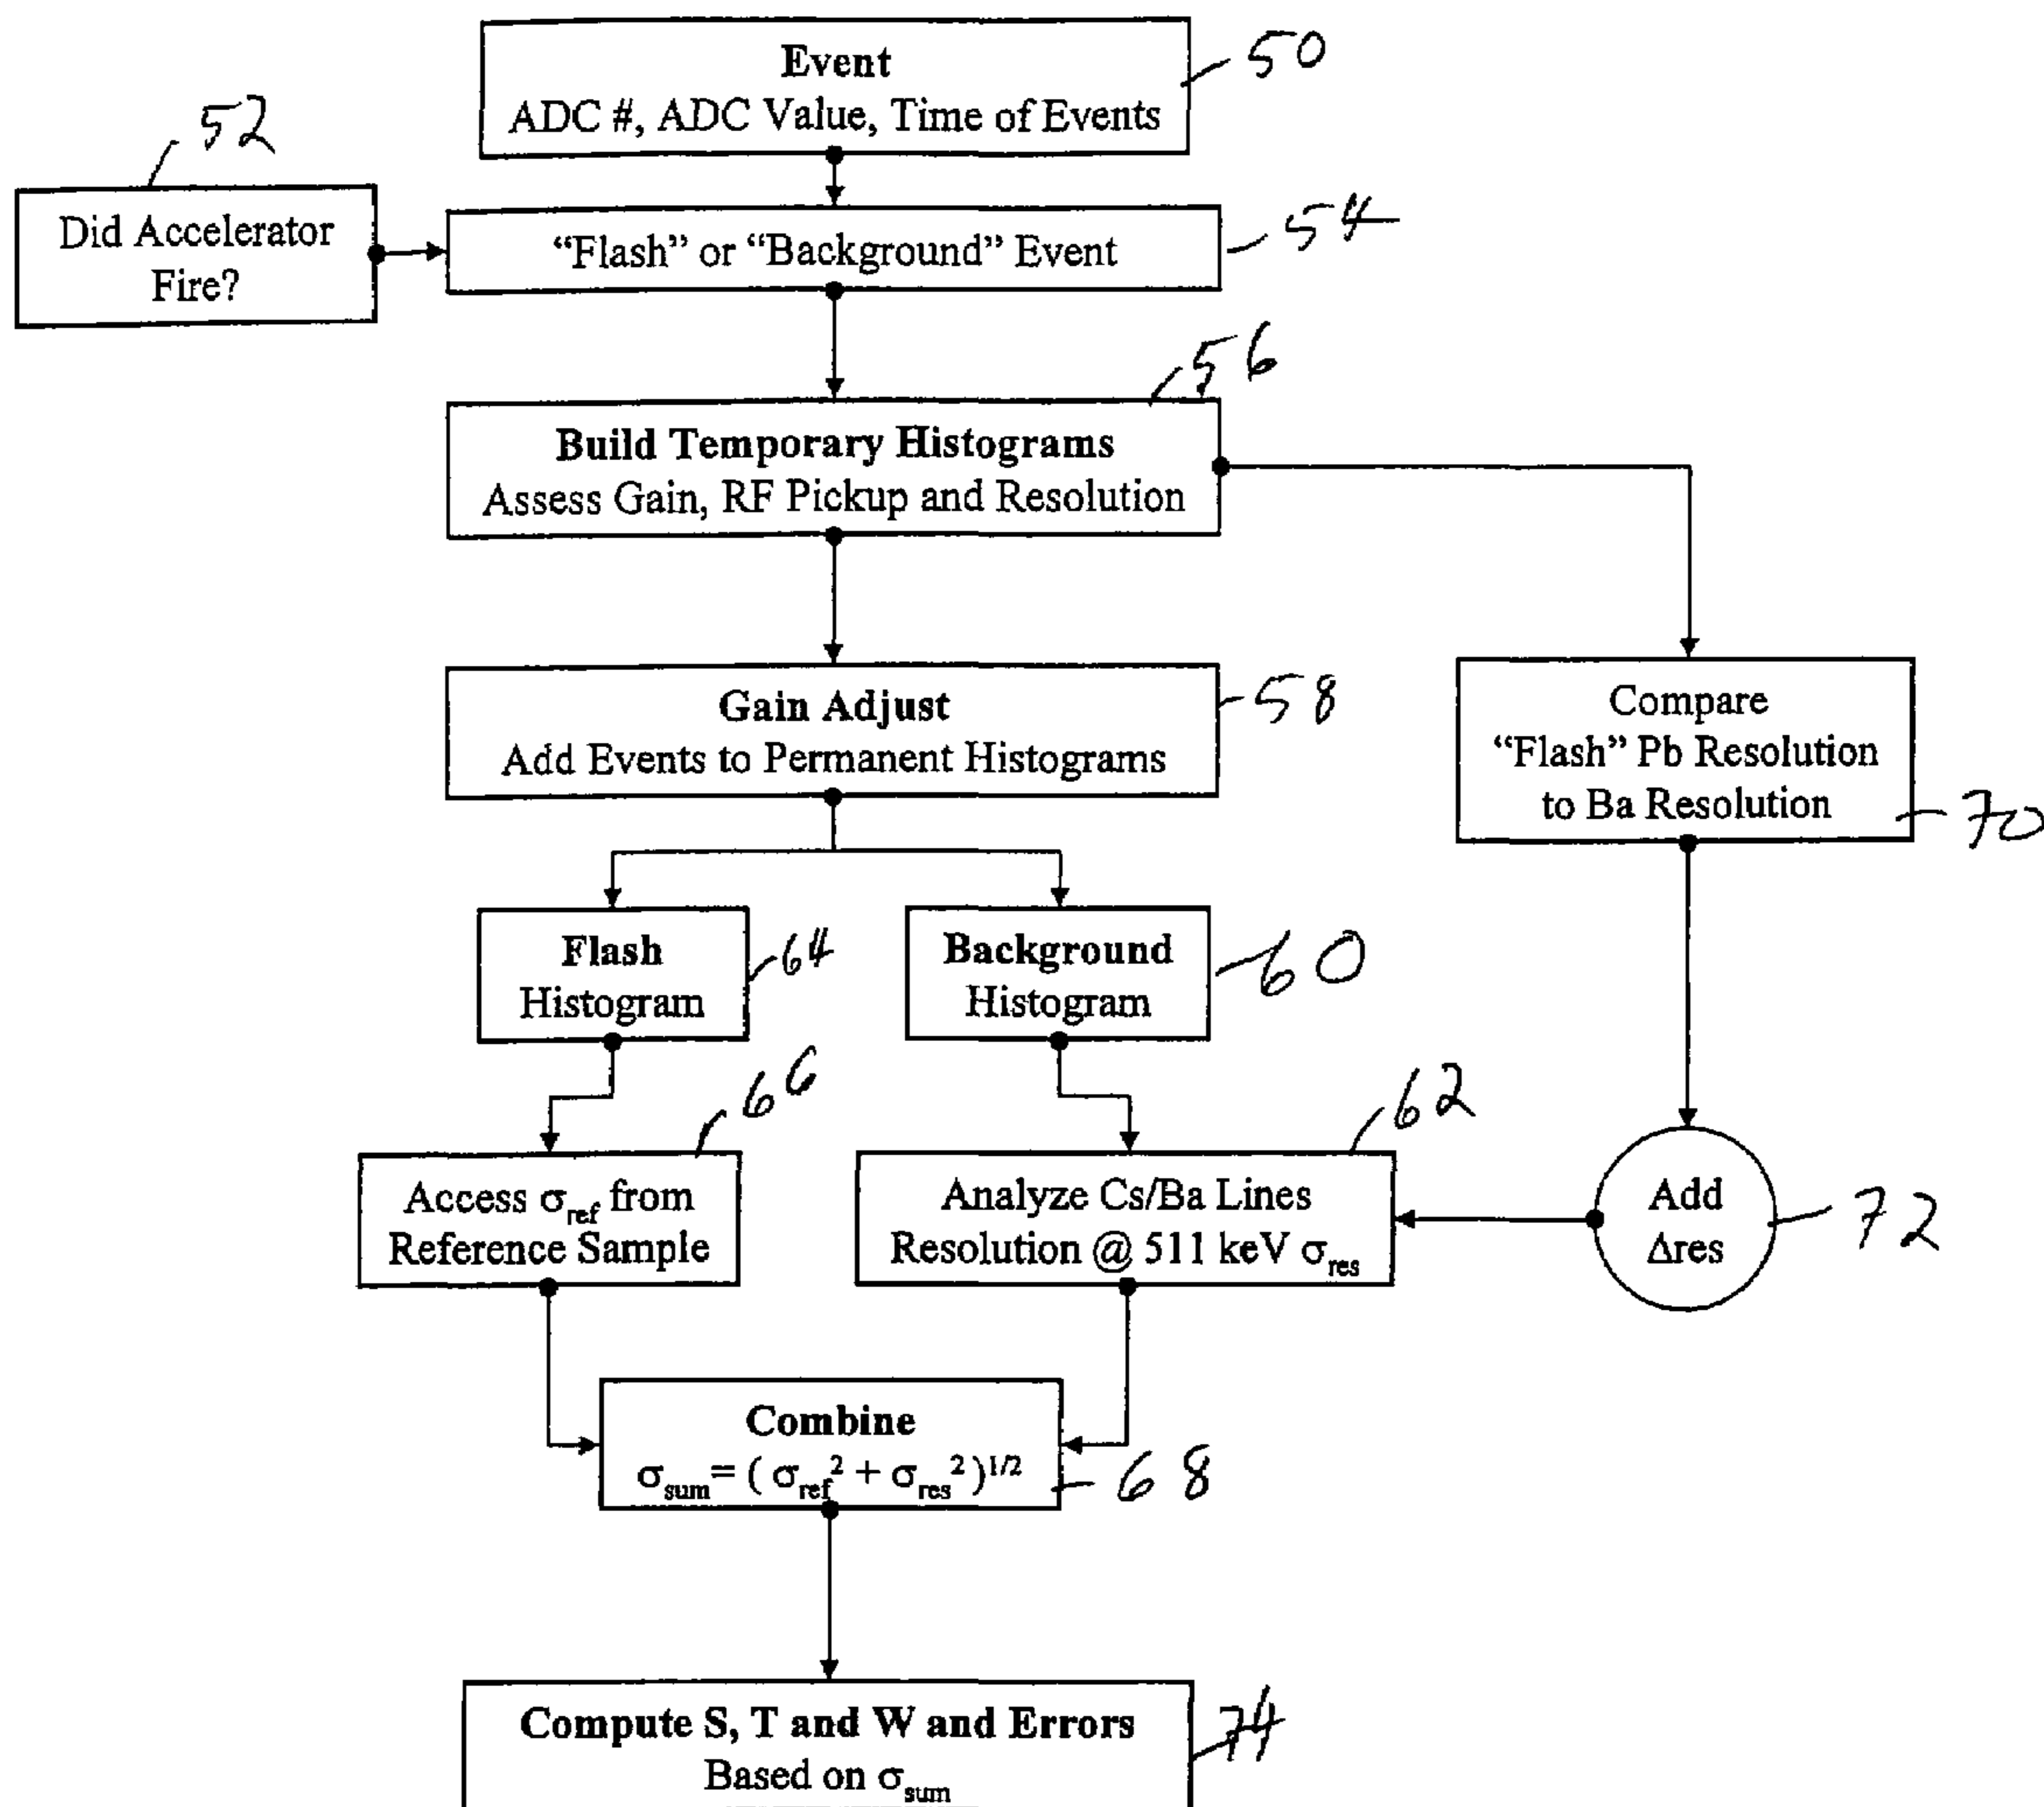 Event
ADC #, ADC Value, Time of Events
50
52
Did Accelerator
Fire?
“Flash” or “Background” Event
54
56
Build Temporary Histograms
Assess Gain, RF Pickup and Resolution
Gain Adjust
Add Events to Permanent Histograms
58
Compare
“Flash” Pb Resolution
to Ba Resolution
70
Flash
Histogram
64
Background
Histogram
60
66
Access σref from
Reference Sample
62
Analyze Cs/Ba Lines
Resolution @ 511 keV σres
Add
Δres
72
Combine
σsum= ( σref² + σres² )1/2
68
Compute S, T and W and Errors
Based on σsum
74